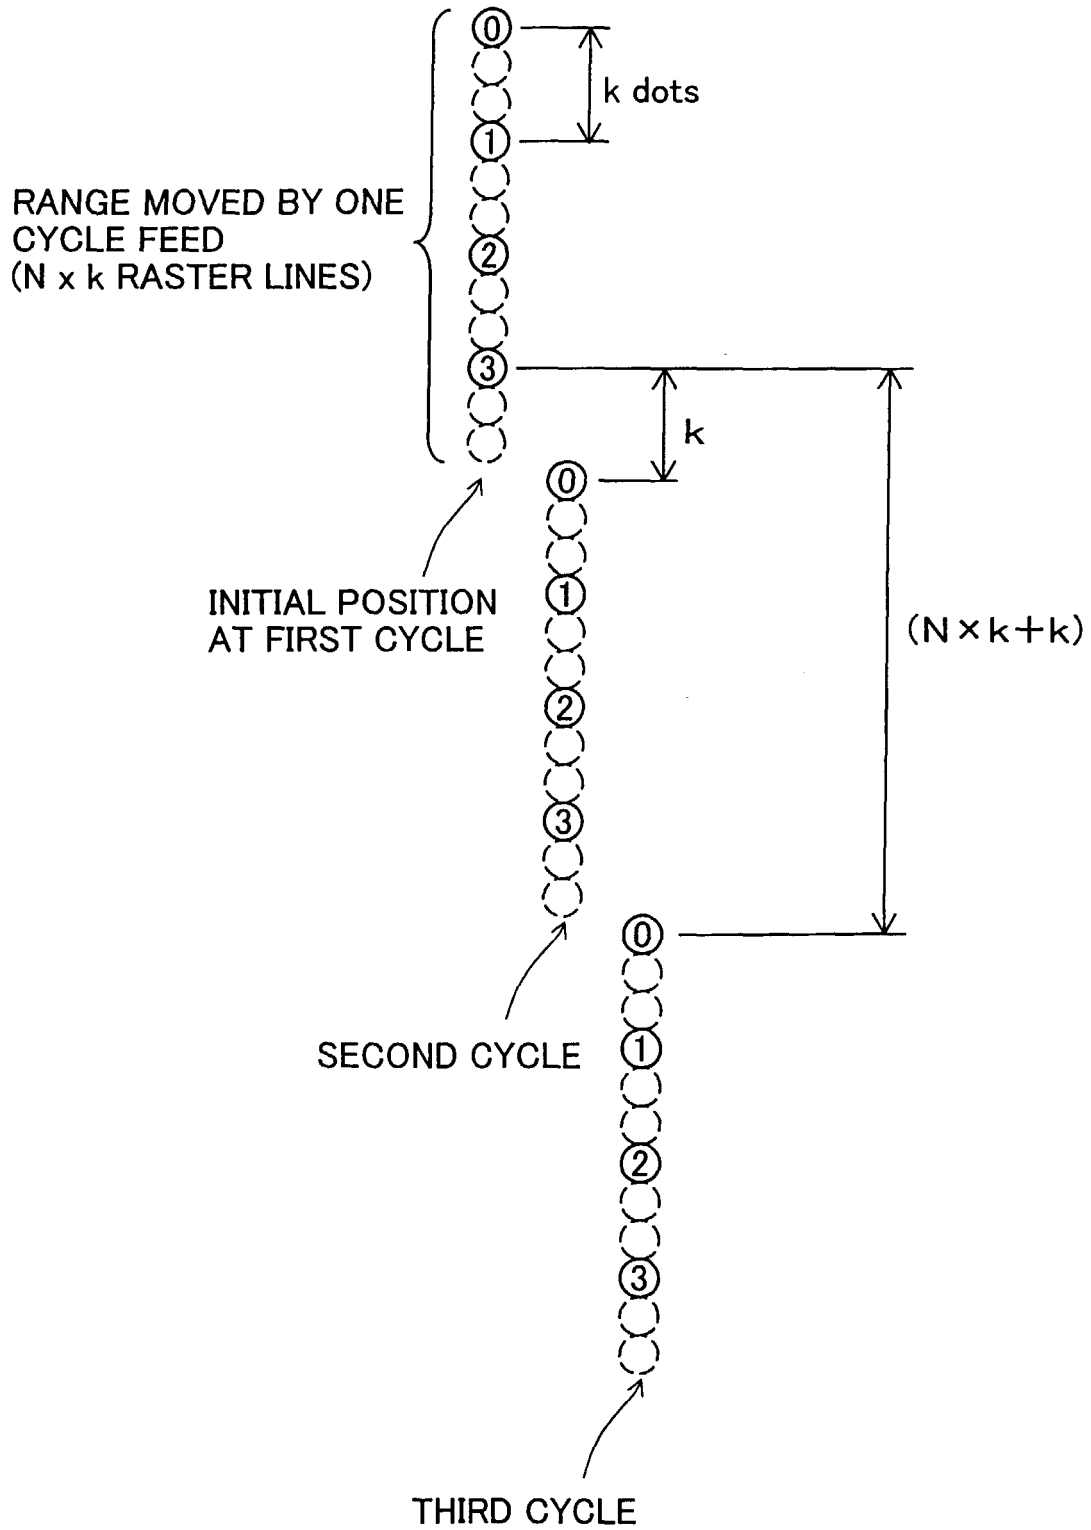 0
k dots
1
RANGE MOVED BY ONE
CYCLE FEED
(N x k RASTER LINES)
2
3
k
0
INITIAL POSITION
AT FIRST CYCLE
1
(N×k+k)
2
3
0
SECOND CYCLE
1
2
3
THIRD CYCLE